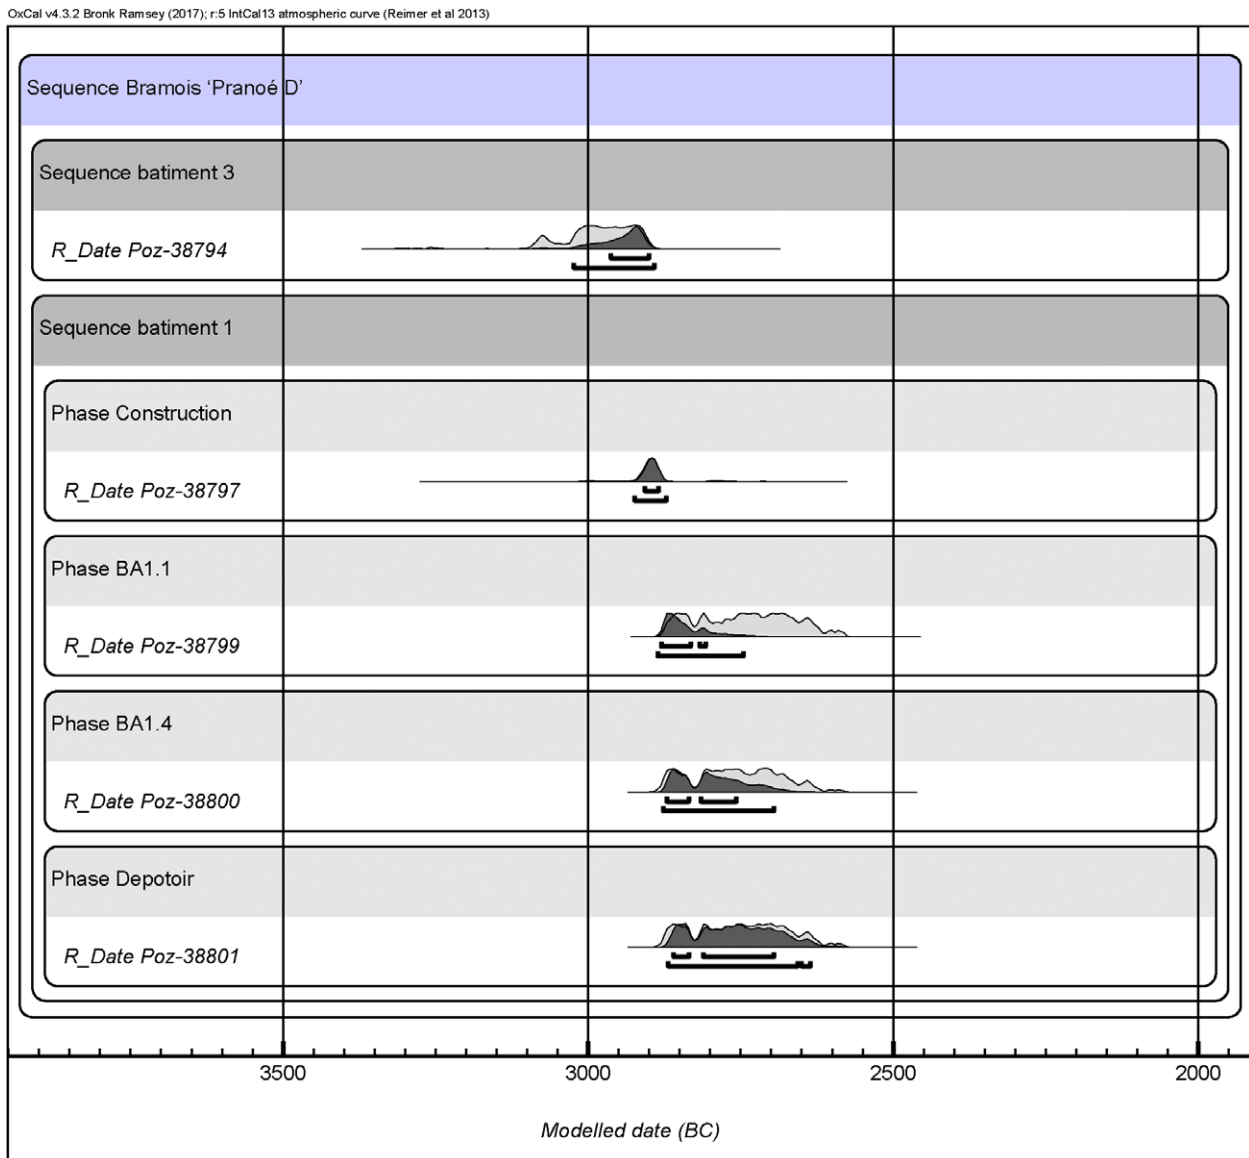 OxCal v4.3.2 Bronk Ramsey (2017); r:5 IntCal13 atmospheric curve (Reimer et al 2013)
Sequence Bramois ‘Pranoé D’
Sequence batiment 3
R_Date Poz-38794
Sequence batiment 1
Phase Construction
R_Date Poz-38797
Phase BA1.1
R_Date Poz-38799
Phase BA1.4
R_Date Poz-38800
Phase Depotoir
R_Date Poz-38801
3500 3000 2500 2000
Modelled date (BC)